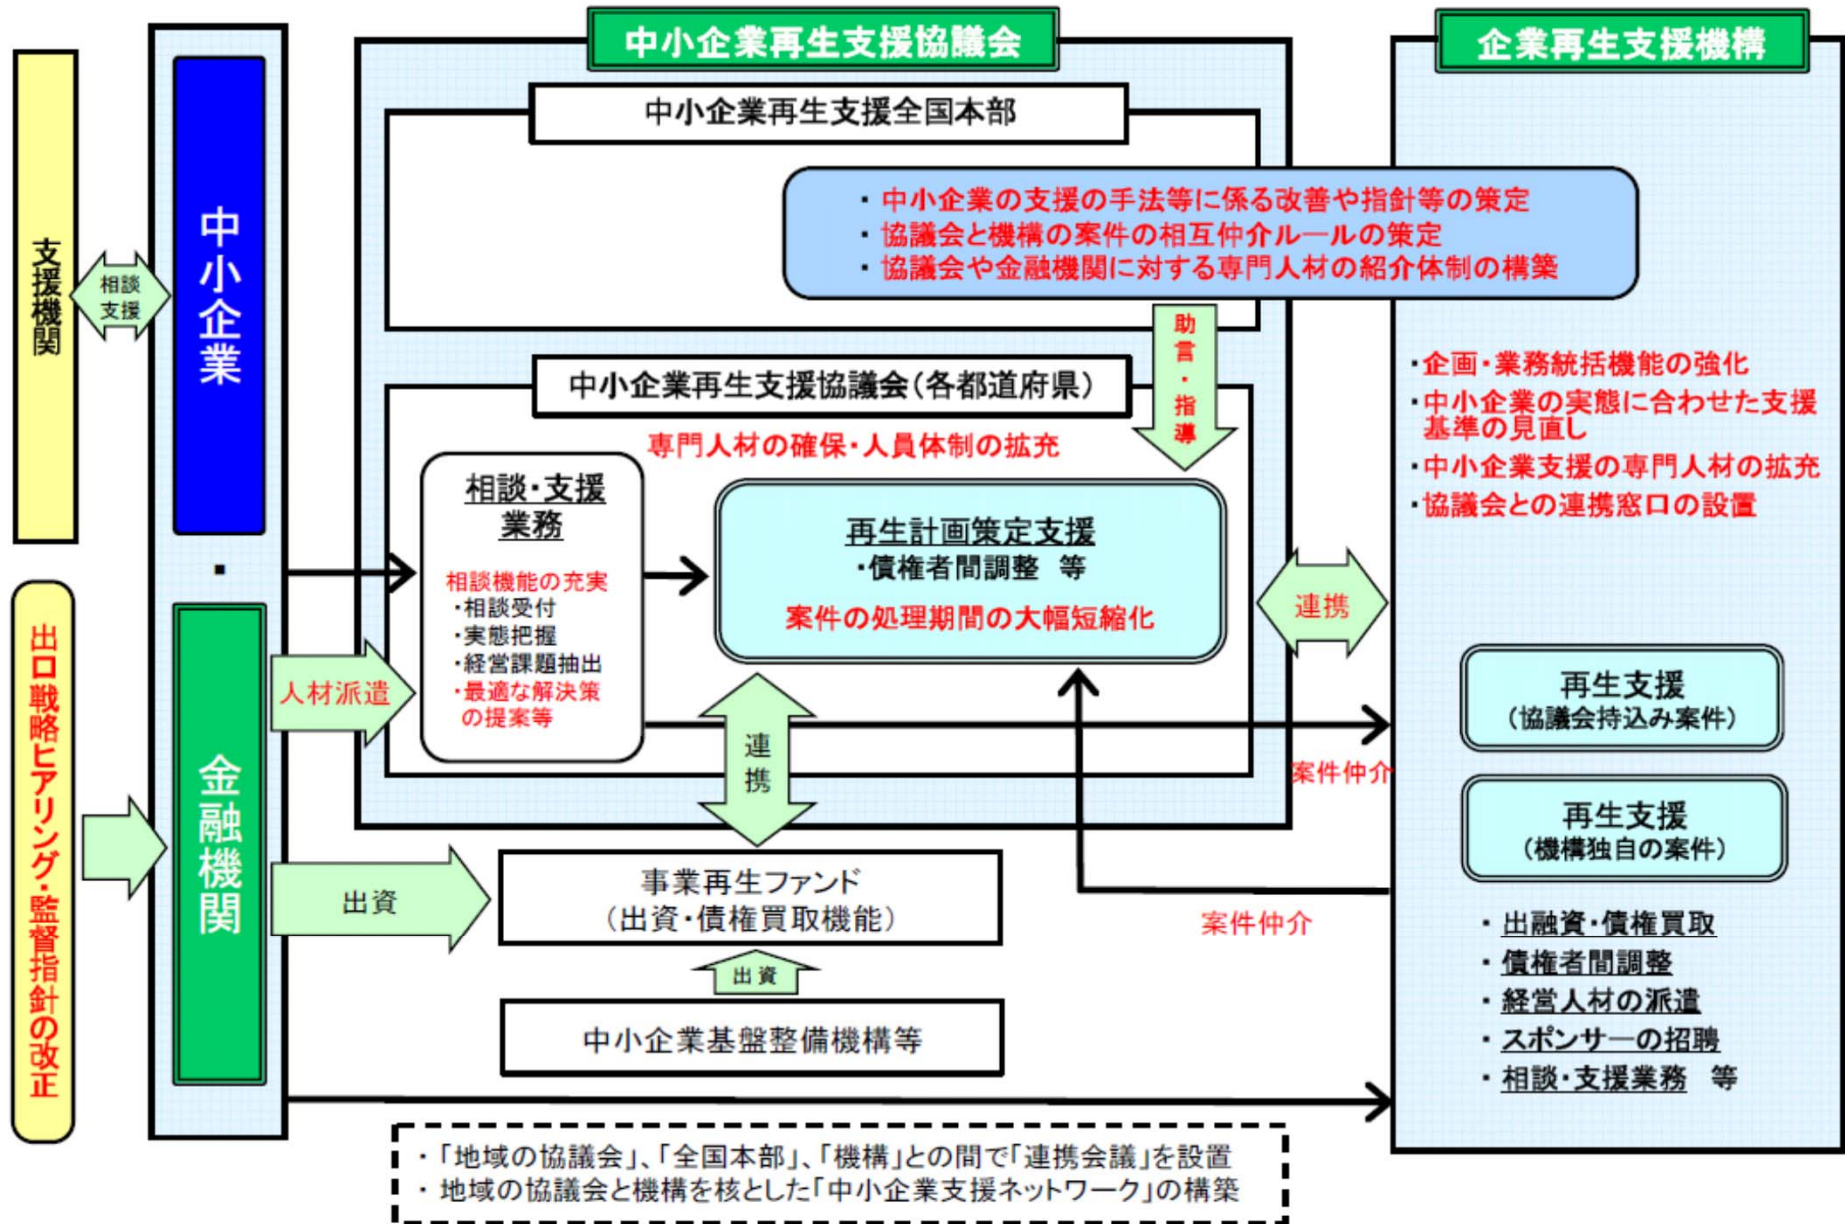 中小企業再生支援協議会
企業再生支援機構
支援機関
相談
支援
中小企業
・
金融機関
出口戦略ヒアリング・監督指針の改正
中小企業再生支援全国本部
・中小企業の支援の手法等に係る改善や指針等の策定
・協議会と機構の案件の相互仲介ルールの策定
・協議会や金融機関に対する専門人材の紹介体制の構築
助言・指導
中小企業再生支援協議会（各都道府県）
専門人材の確保・人員体制の拡充
相談・支援
業務
相談機能の充実
・相談受付
・実態把握
・経営課題抽出
・最適な解決策
の提案等
再生計画策定支援
・債権者間調整 等
案件の処理期間の大幅短縮化
人材派遣
連携
連携
案件仲介
案件仲介
出資
事業再生ファンド
（出資・債権買取機能）
出資
中小企業基盤整備機構等
・企画・業務統括機能の強化
・中小企業の実態に合わせた支援
基準の見直し
・中小企業支援の専門人材の拡充
・協議会との連携窓口の設置
再生支援
（協議会持込み案件）
再生支援
（機構独自の案件）
・出融資・債権買取
・債権者間調整
・経営人材の派遣
・スポンサーの招聘
・相談・支援業務 等
・「地域の協議会」、「全国本部」、「機構」との間で「連携会議」を設置
・地域の協議会と機構を核とした「中小企業支援ネットワーク」の構築